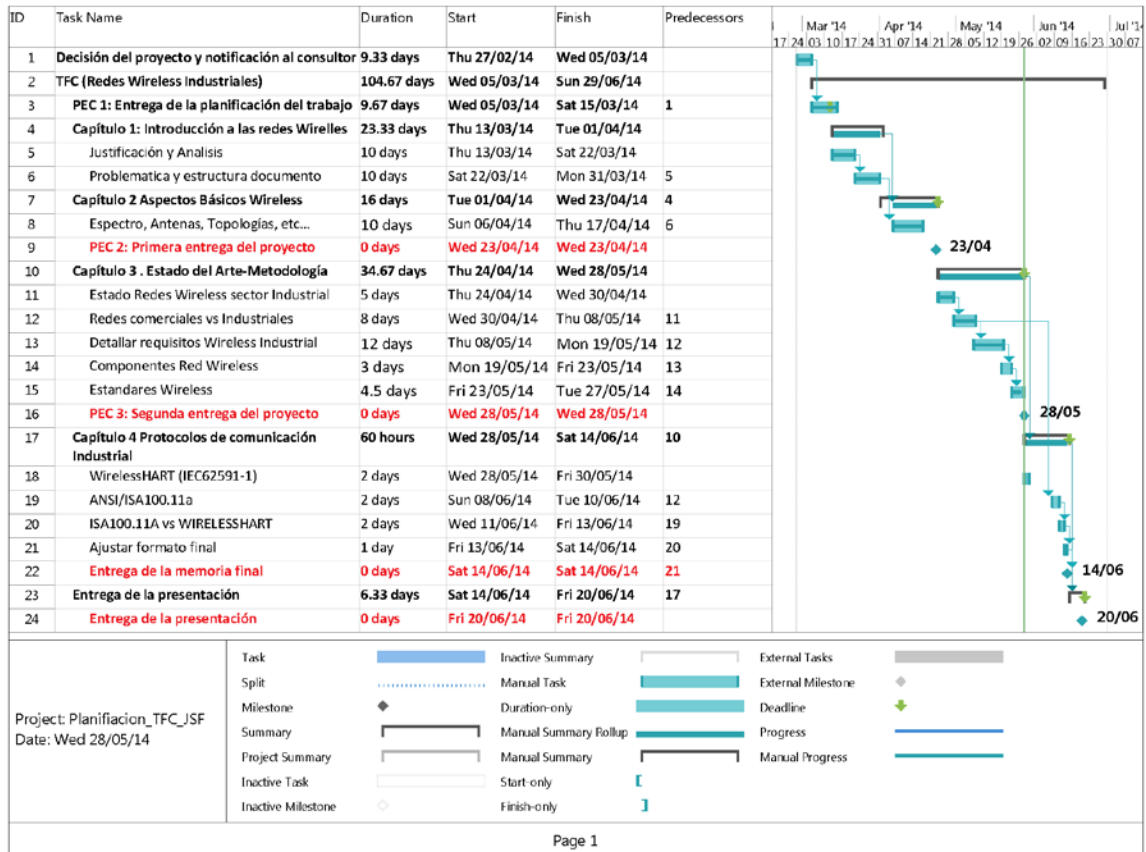 ID Task Name Duration Start Finish Predecessors
Mar '14 Apr '14 May '14 Jun '14 Jul '1
17 24 03 10 17 24 31 07 14 21 28 05 12 19 26 02 09 16 23 30 07
1 Decisión del proyecto y notificación al consultor 9.33 days Thu 27/02/14 Wed 05/03/14
2 TFC (Redes Wireless Industriales) 104.67 days Wed 05/03/14 Sun 29/06/14
3 PEC 1: Entrega de la planificación del trabajo 9.67 days Wed 05/03/14 Sat 15/03/14 1
4 Capítulo 1: Introducción a las redes Wirelles 23.33 days Thu 13/03/14 Tue 01/04/14
5 Justificación y Analisis 10 days Thu 13/03/14 Sat 22/03/14
6 Problematica y estructura documento 10 days Sat 22/03/14 Mon 31/03/14 5
7 Capítulo 2 Aspectos Básicos Wireless 16 days Tue 01/04/14 Wed 23/04/14 4
8 Espectro, Antenas, Topologías, etc... 10 days Sun 06/04/14 Thu 17/04/14 6
9 PEC 2: Primera entrega del proyecto 0 days Wed 23/04/14 Wed 23/04/14 23/04
10 Capítulo 3 . Estado del Arte-Metodología 34.67 days Thu 24/04/14 Wed 28/05/14
11 Estado Redes Wireless sector Industrial 5 days Thu 24/04/14 Wed 30/04/14
12 Redes comerciales vs Industriales 8 days Wed 30/04/14 Thu 08/05/14 11
13 Detallar requisitos Wireless Industrial 12 days Thu 08/05/14 Mon 19/05/14 12
14 Componentes Red Wireless 3 days Mon 19/05/14 Fri 23/05/14 13
15 Estandares Wireless 4.5 days Fri 23/05/14 Tue 27/05/14 14
16 PEC 3: Segunda entrega del proyecto 0 days Wed 28/05/14 Wed 28/05/14 28/05
17 Capítulo 4 Protocolos de comunicación 60 hours Wed 28/05/14 Sat 14/06/14 10
Industrial
18 WirelessHART (IEC62591-1) 2 days Wed 28/05/14 Fri 30/05/14
19 ANSI/ISA100.11a 2 days Sun 08/06/14 Tue 10/06/14 12
20 ISA100.11A vs WIRELESSHART 2 days Wed 11/06/14 Fri 13/06/14 19
21 Ajustar formato final 1 day Fri 13/06/14 Sat 14/06/14 20
22 Entrega de la memoria final 0 days Sat 14/06/14 Sat 14/06/14 21 14/06
23 Entrega de la presentación 6.33 days Sat 14/06/14 Fri 20/06/14 17
24 Entrega de la presentación 0 days Fri 20/06/14 Fri 20/06/14 20/06
Project: Planifiacion_TFC_JSF
Date: Wed 28/05/14
Task Inactive Summary External Tasks
Split Manual Task External Milestone
Milestone Duration-only Deadline
Summary Manual Summary Rollup Progress
Project Summary Manual Summary Manual Progress
Inactive Task Start-only
Inactive Milestone Finish-only
Page 1